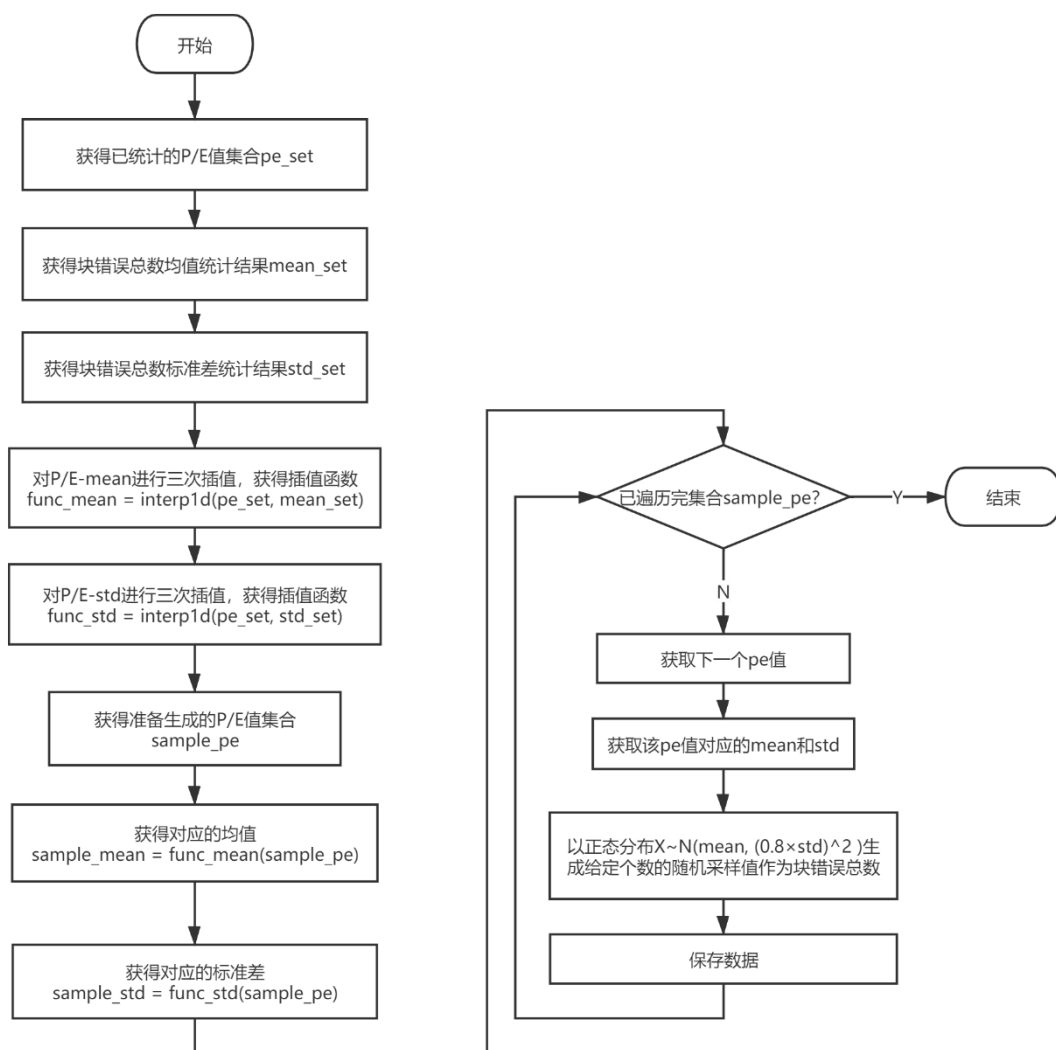 开始
获得已统计的P/E值集合pe_set
获得块错误总数均值统计结果mean_set
获得块错误总数标准差统计结果std_set
对P/E-mean进行三次插值，获得插值函数
func_mean = interp1d(pe_set, mean_set)
对P/E-std进行三次插值，获得插值函数
func_std = interp1d(pe_set, std_set)
获得准备生成的P/E值集合
sample_pe
获得对应的均值
sample_mean = func_mean(sample_pe)
获得对应的标准差
sample_std = func_std(sample_pe)
已遍历完集合sample_pe?
Y
结束
N
获取下一个pe值
获取该pe值对应的mean和std
以正态分布X~N(mean, (0.8×std)^2 )生
成给定个数的随机采样值作为块错误总数
保存数据